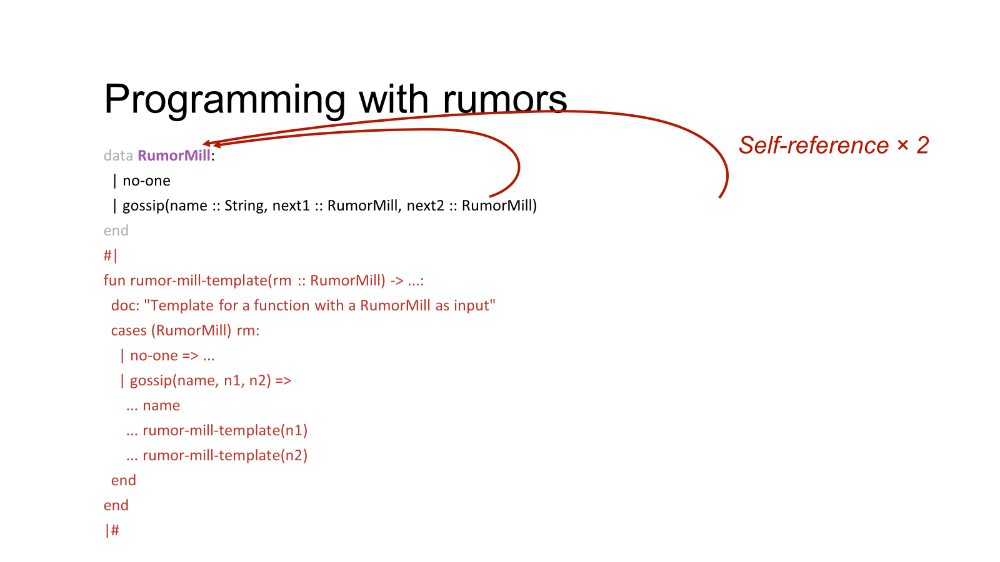 Programming with rumors
Self-reference × 2
data RumorMill:
| no-one
| gossip(name :: String, next1 :: RumorMill, next2 :: RumorMill)
end
#|
fun rumor-mill-template(rm :: RumorMill) -> ...:
doc: "Template for a function with a RumorMill as input"
cases (RumorMill) rm:
| no-one => ...
| gossip(name, n1, n2) =>
... name
... rumor-mill-template(n1)
... rumor-mill-template(n2)
end
end
|#